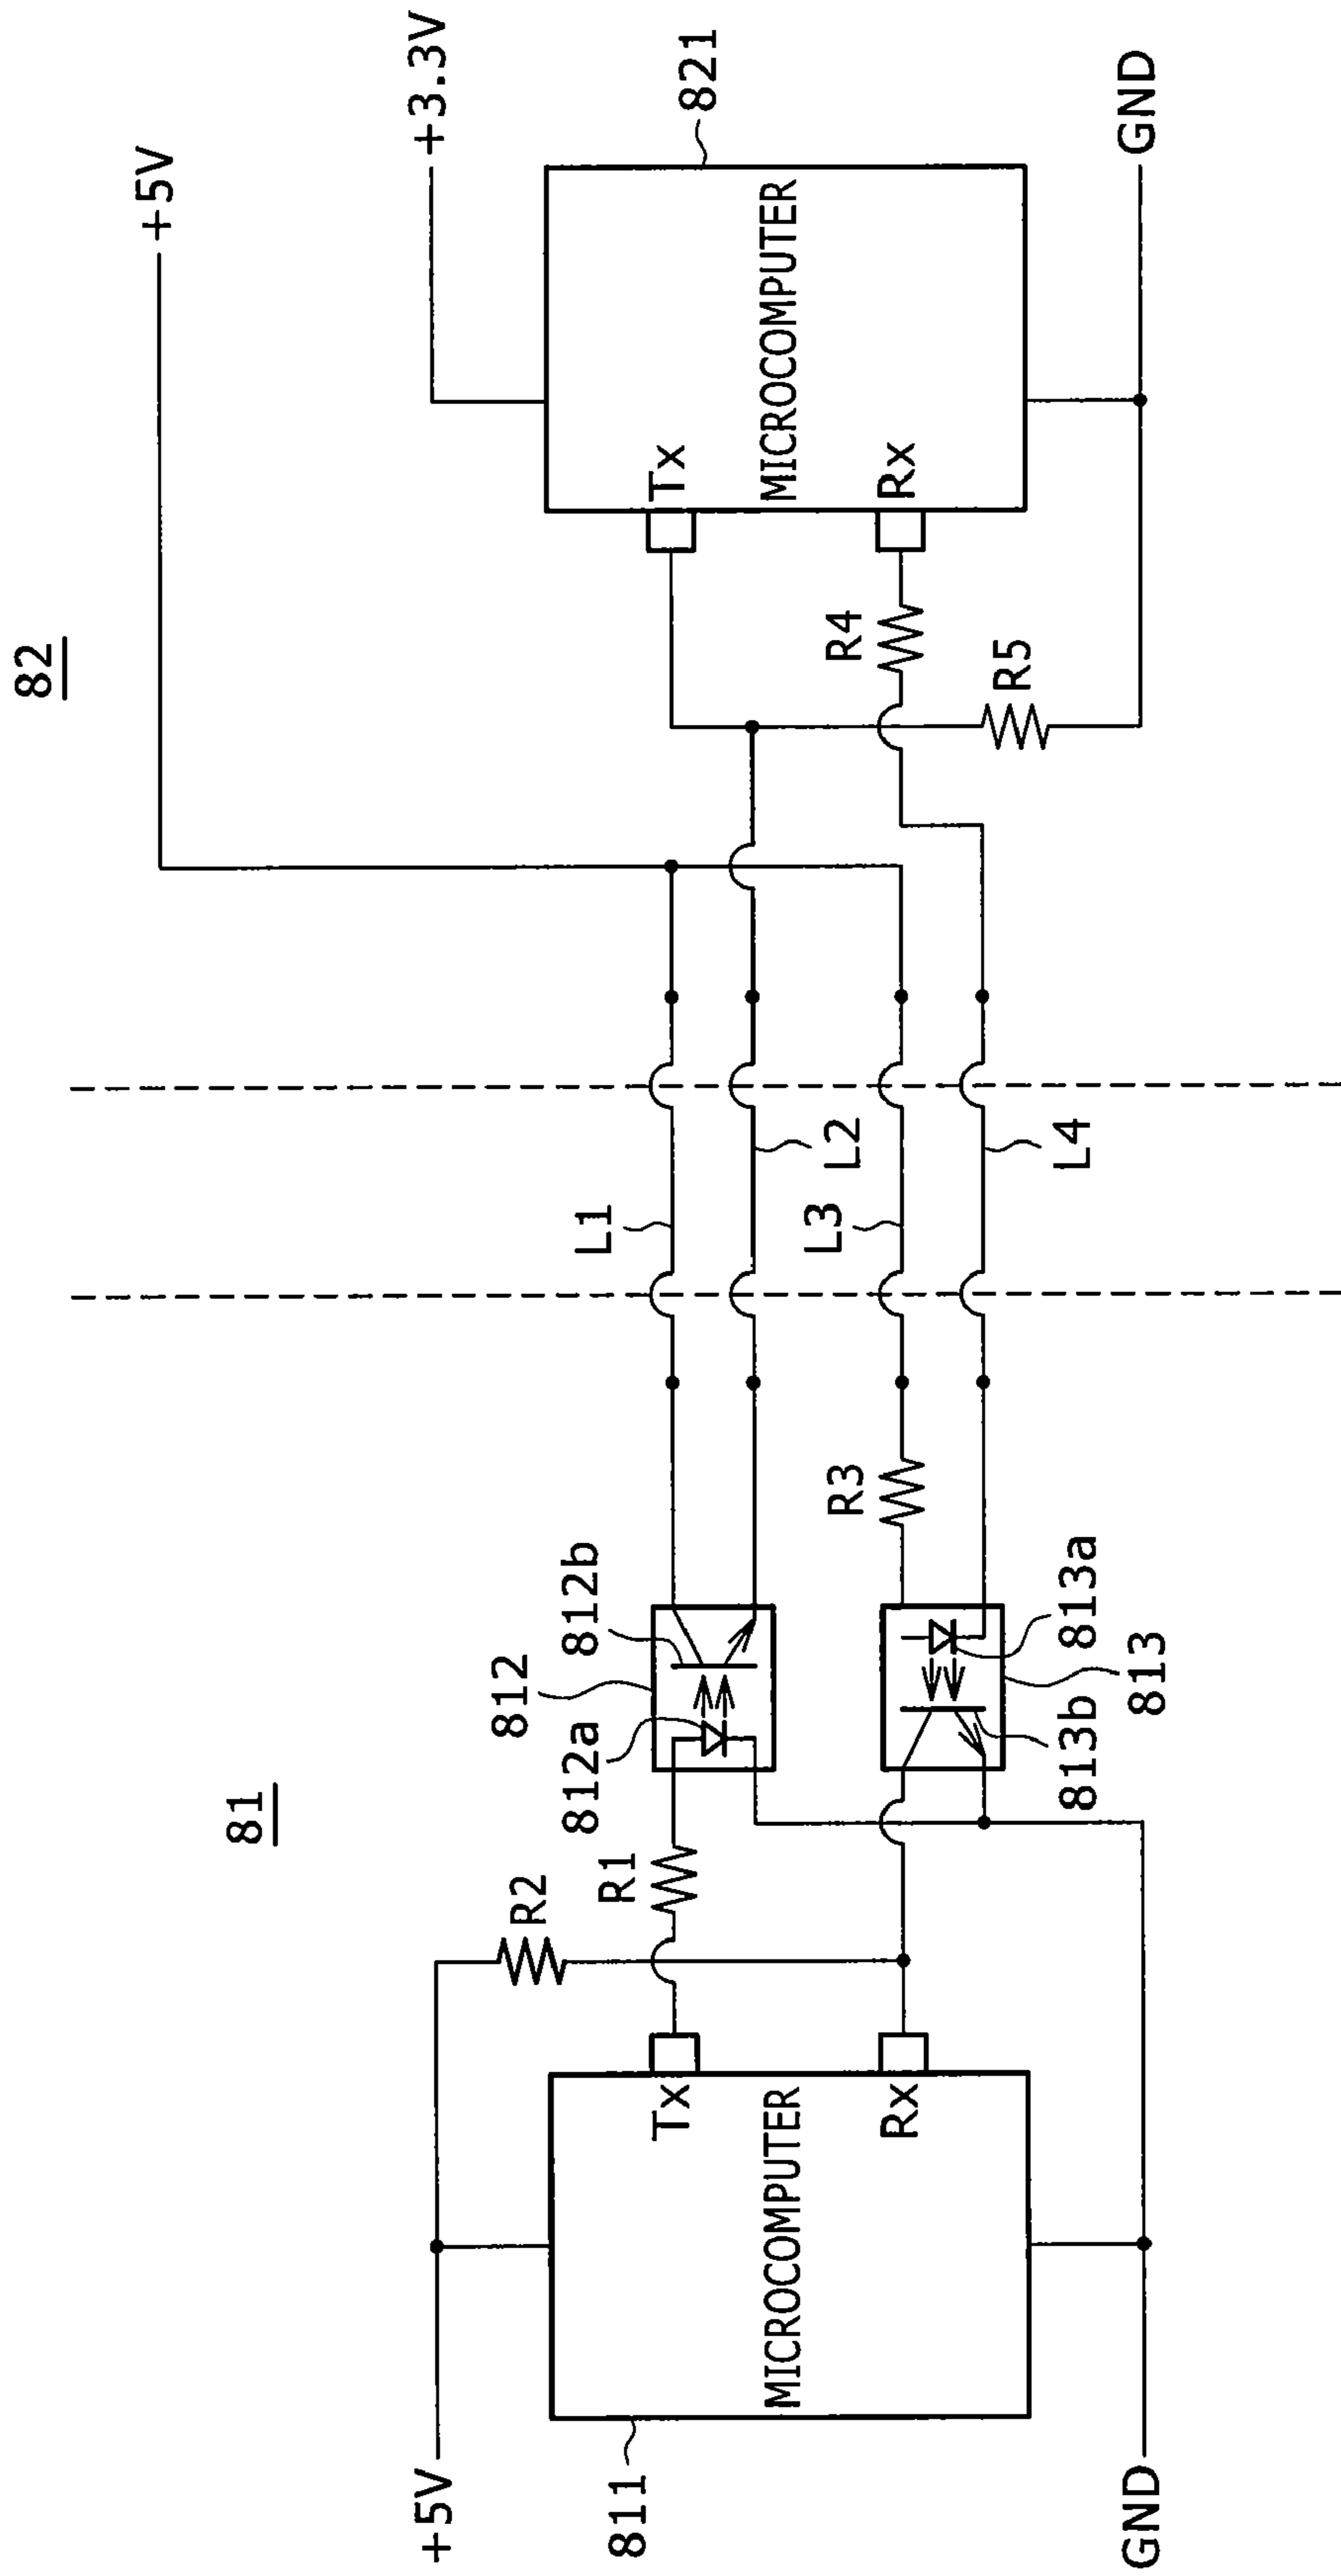 81
82
+5V
+5V
+3.3V
R2
R1
812
812a
812b
L1
L2
821
811
MICROCOMPUTER
Tx
Rx
R3
L3
L4
R4
R5
Tx
Rx
MICROCOMPUTER
813b
813
813a
GND
GND